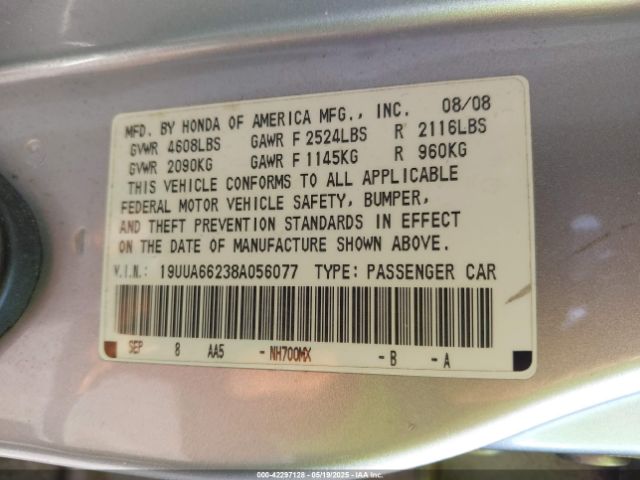 MFD. BY HONDA OF AMERICA MFG., INC. 08/08
GVWR 4608LBS GAWR F 2524LBS R 2116LBS
GVWR 2090KG GAWR F 1145KG R 960KG
THIS VEHICLE CONFORMS TO ALL APPLICABLE
FEDERAL MOTOR VEHICLE SAFETY, BUMPER,
AND THEFT PREVENTION STANDARDS IN EFFECT
ON THE DATE OF MANUFACTURE SHOWN ABOVE.
V.I.N.: 19UUA66238A056077 TYPE: PASSENGER CAR
SEP 8 AA5 -NH700MX -B -A
000-42297128 - 05/19/2025 - IAA Inc.